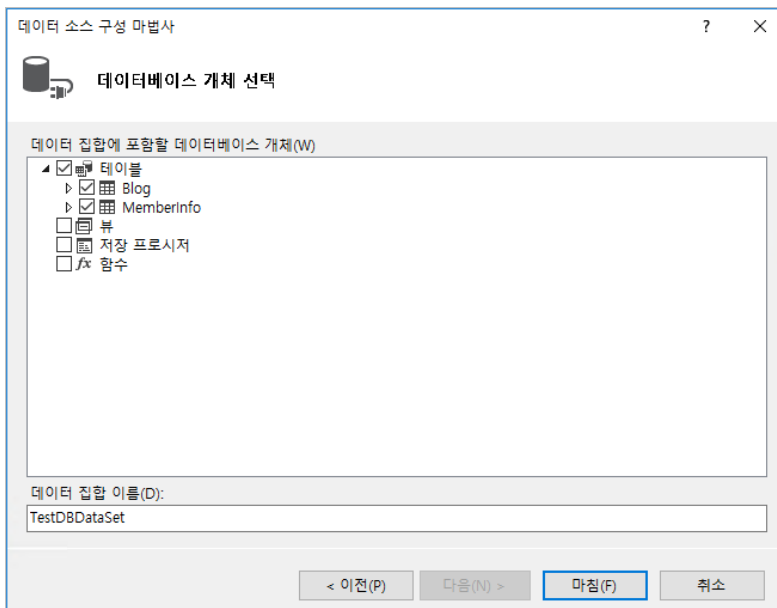 데이터 소스 구성 마법사
?
데이터베이스 개체 선택
데이터 집합에 포함할 데이터베이스 개체(W)
테이블
Blog
MemberInfo
뷰
저장 프로시저
fx 함수
데이터 집합 이름(D):
TestDBDataSet
< 이전(P) 다음(N) > 마침(F) 취소